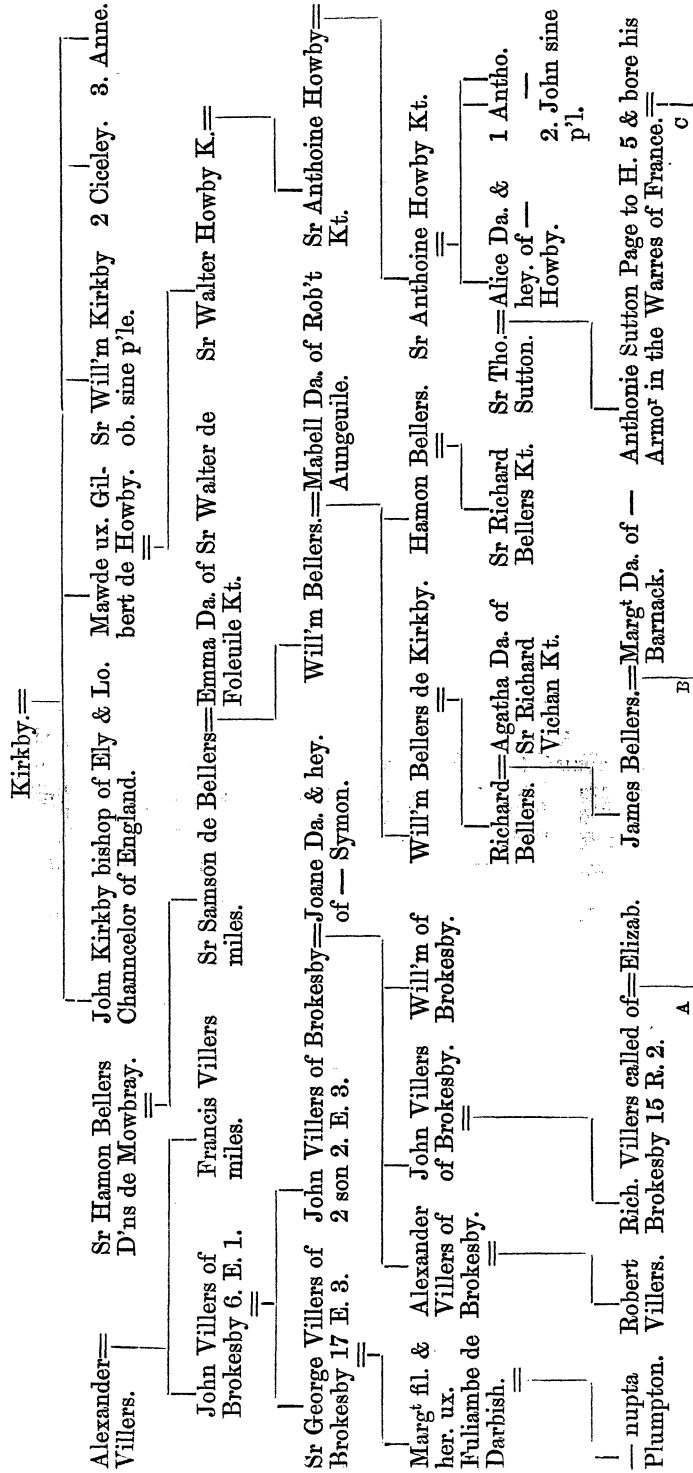 Kirkby.=
Alexander=
Villers.
Sr Hamon Bellers
D'ns de Mowbray.
John Kirkby bishop of Ely & Lo.
Channcelor of England.
Mawde ux. Gil-
bert de Howby.
Sr Will'm Kirkby
ob. sine p'le.
2 Ciceley.
3. Anne.
John Villers of
Brokesby 6. E. 1.
Francis Villers
miles.
Sr Samson de Bellers=Emma Da. of Sr Walter de
miles.
Foleuile Kt.
Sr Walter Howby K.=
Sr George Villers of
Brokesby 17 E. 3.
John Villers of Brokesby=Joane Da. & hey.
2 son 2. E. 3.
of — Symon.
Will'm Bellers.=Mabell Da. of Rob't
Aungeuile.
Sr Anthoine Howby=
Kt.
Margt fil. &
her. ux.
Fuliambe de
Darbish.
Alexander
Villers of
Brokesby.
John Villers
of Brokesby.
Will'm of
Brokesby.
Will'm Bellers de Kirkby.
Hamon Bellers.
Sr Anthoine Howby Kt.
Richard=Agatha Da. of
Bellers.
Sr Richard
Vichan Kt.
Sr Richard
Bellers Kt.
Sr Tho.=Alice Da. &
Sutton.
hey. of —
Howby.
1 Antho.
—
2. John sine
p'l.
— nupta
Plumpton.
Robert
Villers.
Rich. Villers called of=Elizab.
Brokesby 15 R. 2.
James Bellers.=Margt Da. of —
Barnack.
Anthonie Sutton Page to H. 5 & bore his
Armor in the Warres of France.=
A
B
C